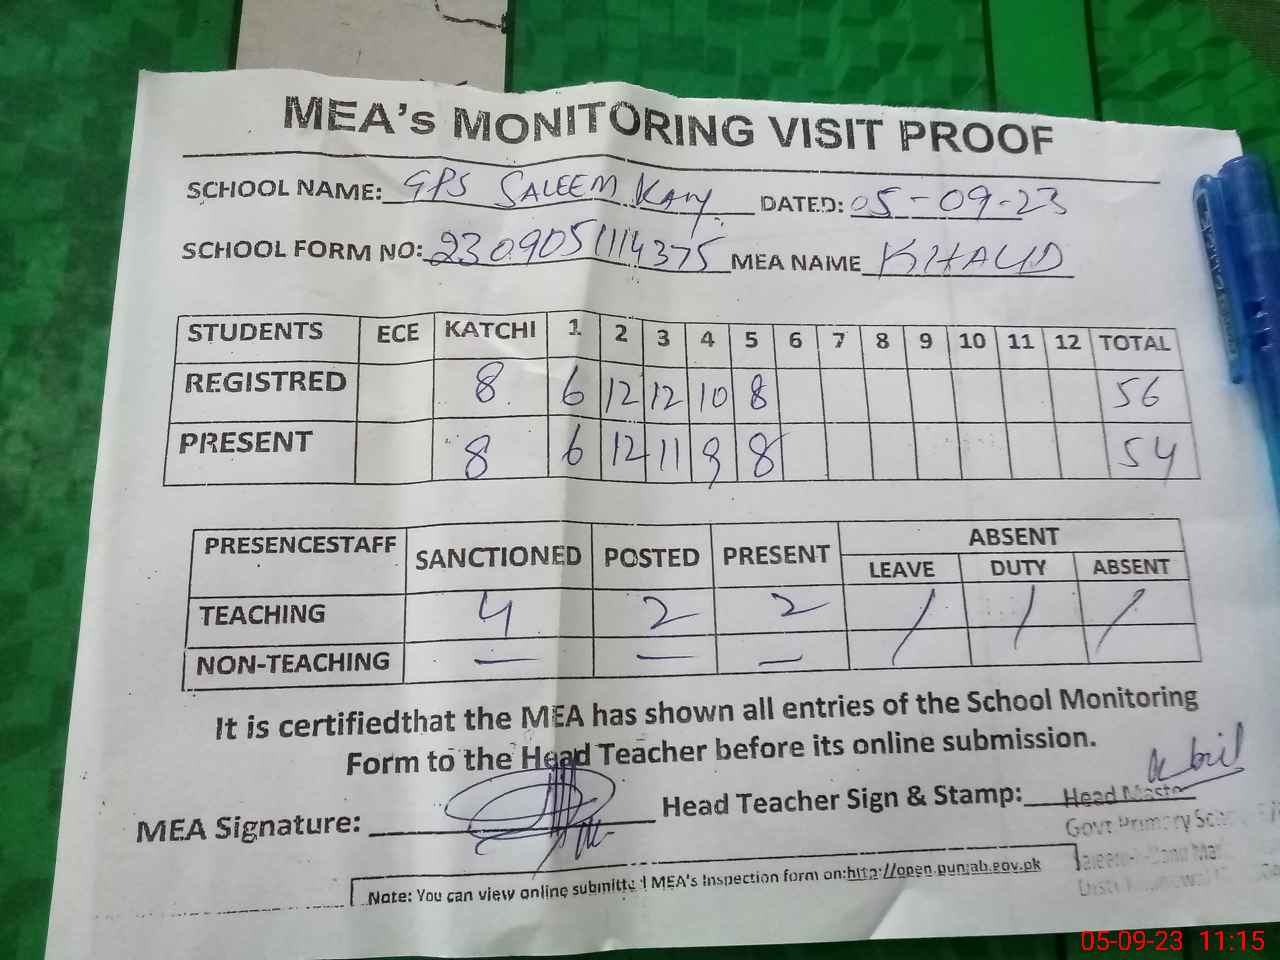 MEA's MONITORING VISIT PROOF
SCHOOL NAME: GPS SALEEM KAY DATED: 05-09-23
SCHOOL FORM NO: 2309051114375 MEA NAME KHALID
STUDENTS ECE KATCHI 1 2 3 4 5 6 7 8 9 10 11 12 TOTAL
REGISTRED 8 6 12 12 10 8 56
PRESENT 8 6 12 11 9 8 54
PRESENCESTAFF SANCTIONED POSTED PRESENT ABSENT
LEAVE DUTY ABSENT
TEACHING 4 2 2 / / /
NON-TEACHING — — —
It is certifiedthat the MEA has shown all entries of the School Monitoring
Form to the Head Teacher before its online submission.
MEA Signature: Head Teacher Sign & Stamp:
Head Master
Govt Primary
Note: You can view online submitted MEA's Inspection form on:http://open.punjab.gov.pk
05-09-23 11:15